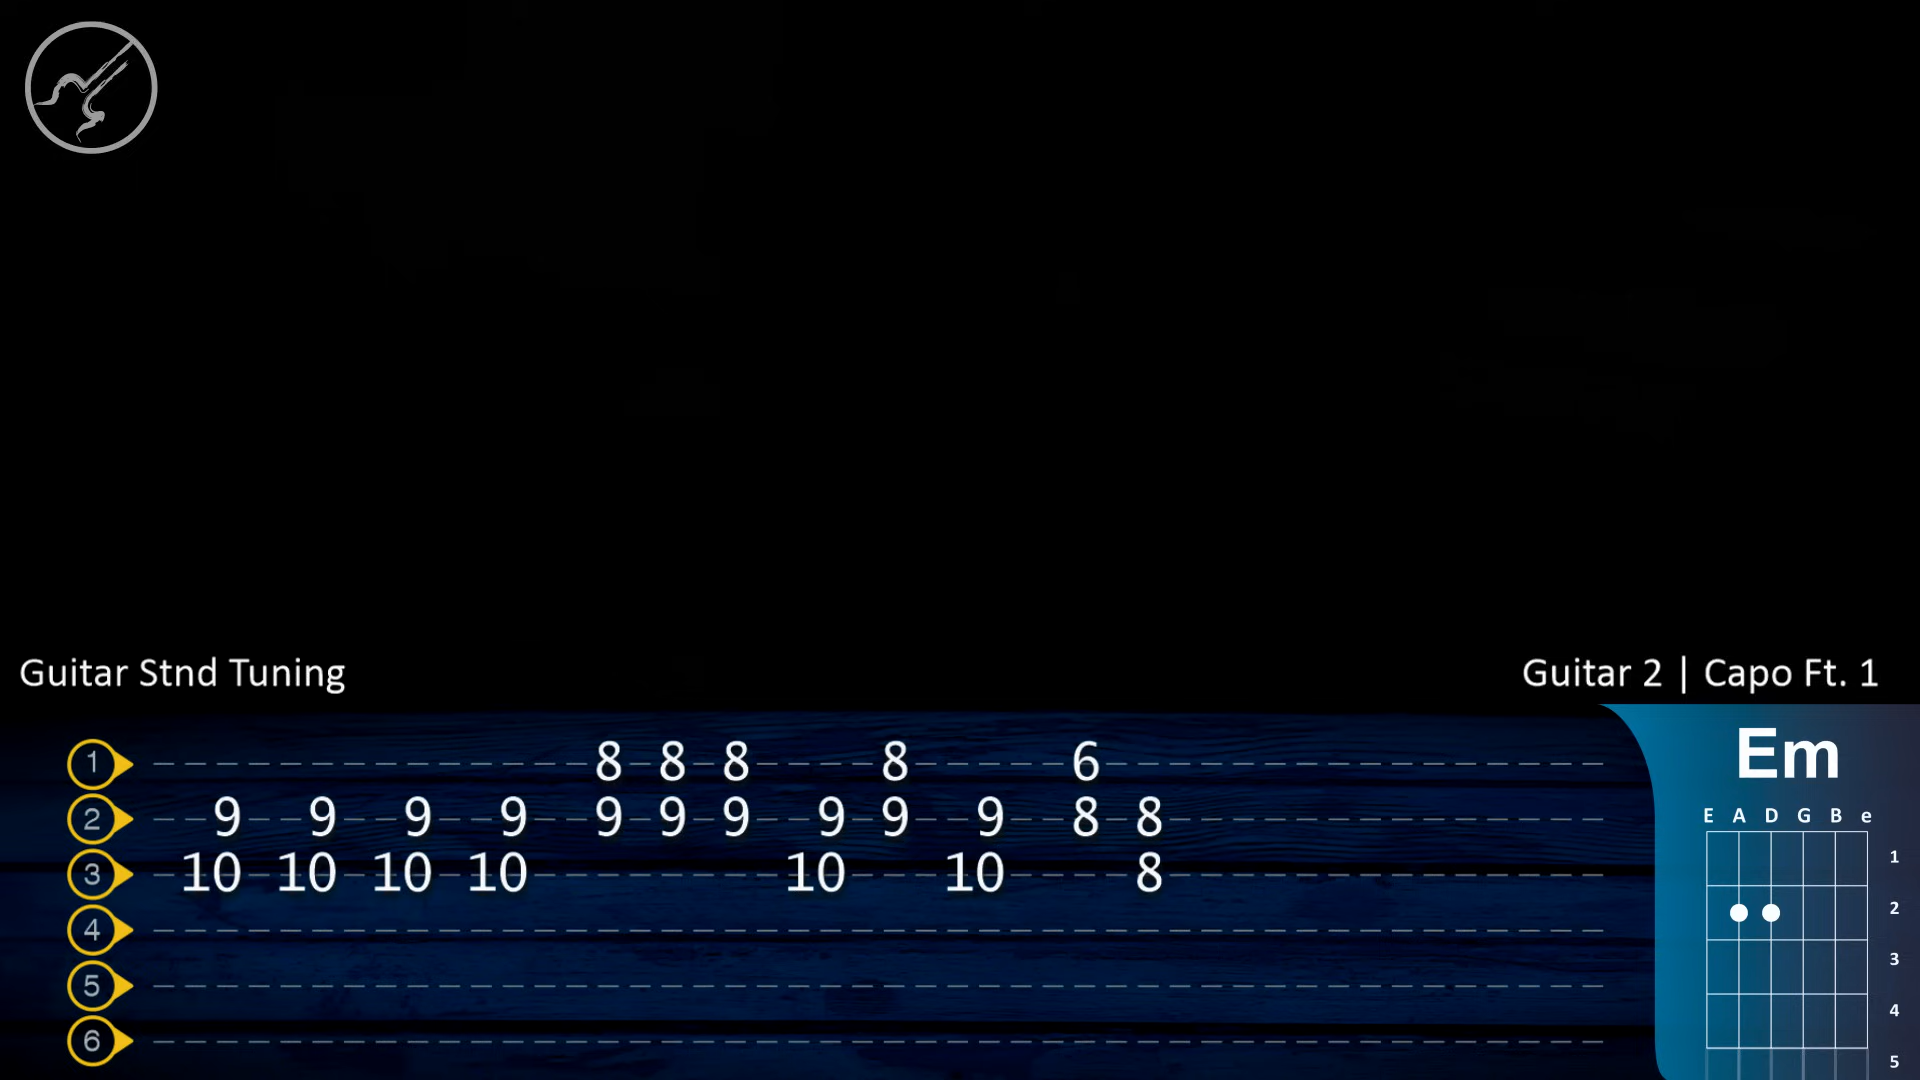 Guitar Stnd Tuning
Guitar 2 | Capo Ft. 1
1 8 8 8 8 6
2 9 9 9 9 9 9 9 9 9 9 8 8
3 10 10 10 10 10 10 8
4
5
6
Em
E A D G B e
1
2
3
4
5